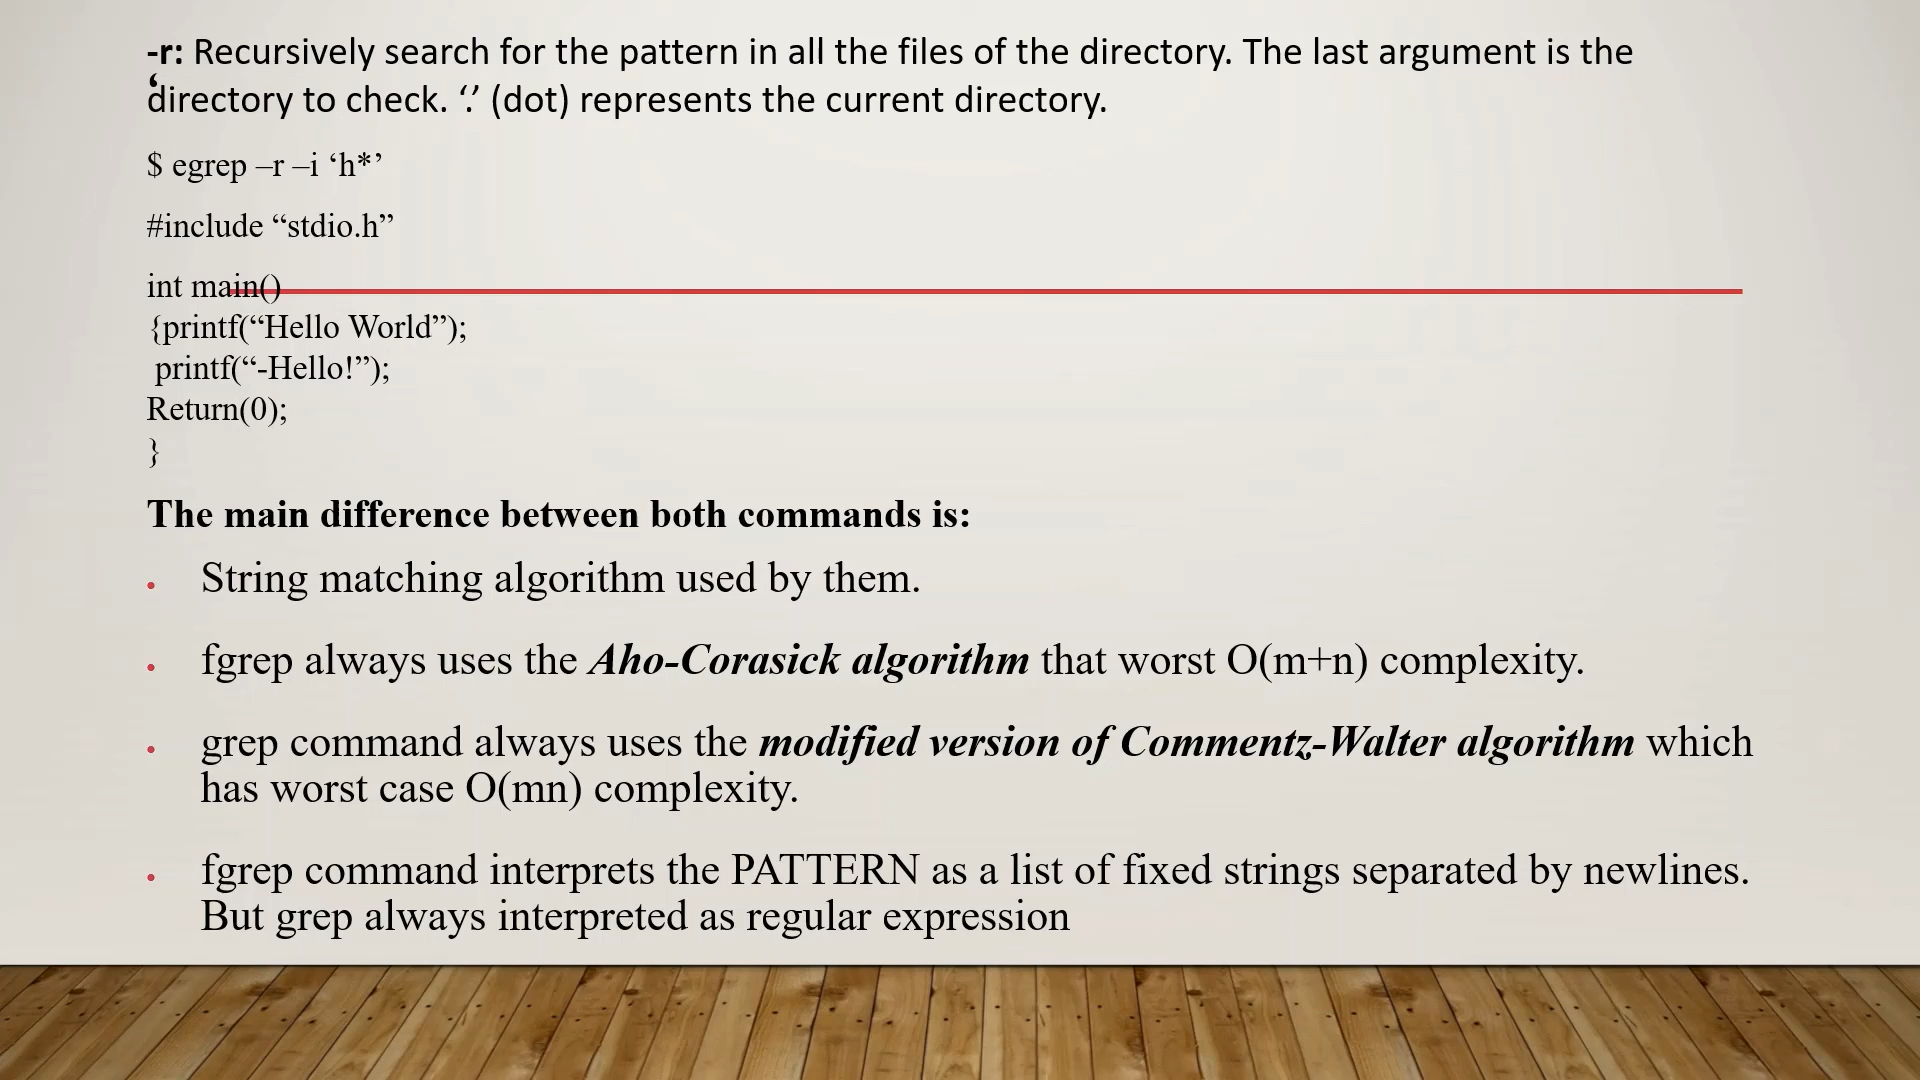 -r: Recursively search for the pattern in all the files of the directory. The last argument is the
‘
directory to check. ‘.’ (dot) represents the current directory.
$ egrep –r –i ‘h*’
#include “stdio.h”
int main()
{printf(“Hello World”);
printf(“-Hello!”);
Return(0);
}
The main difference between both commands is:
• String matching algorithm used by them.
• fgrep always uses the Aho-Corasick algorithm that worst O(m+n) complexity.
• grep command always uses the modified version of Commentz-Walter algorithm which
has worst case O(mn) complexity.
• fgrep command interprets the PATTERN as a list of fixed strings separated by newlines.
But grep always interpreted as regular expression